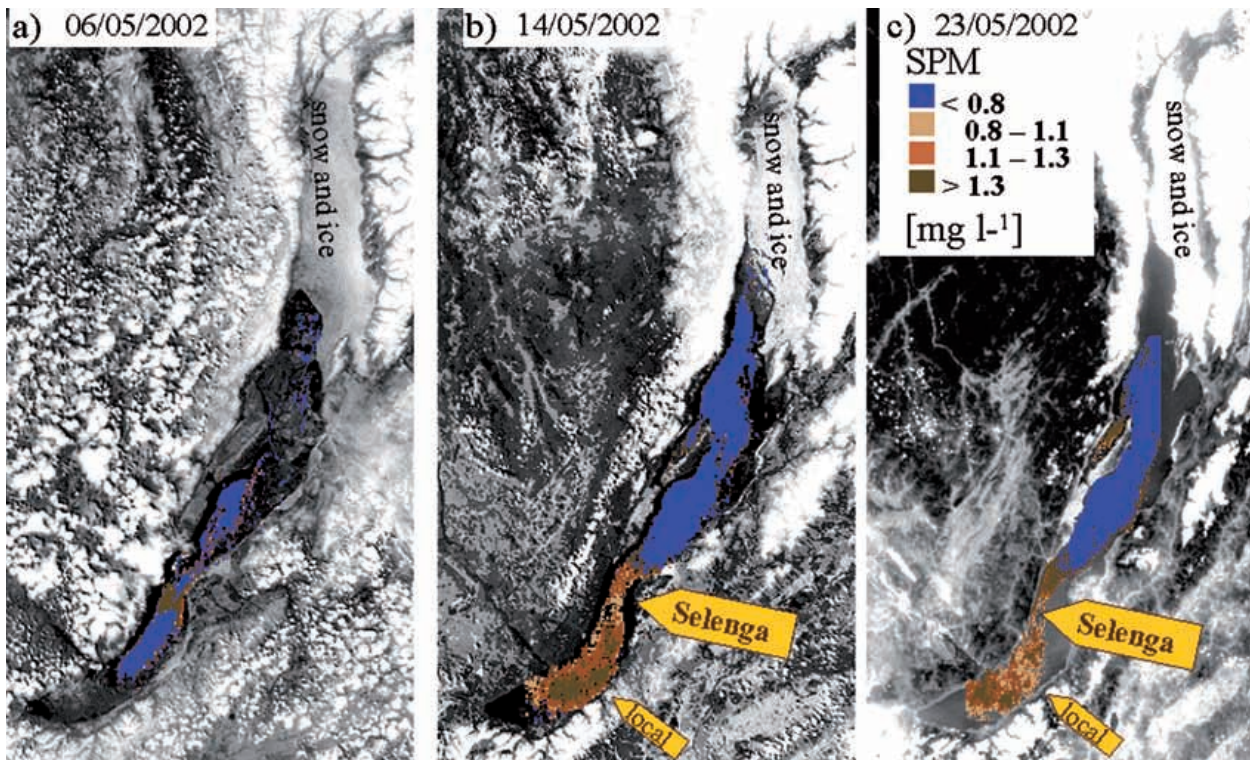 a) 06/05/2002
snow and ice
b) 14/05/2002
snow and ice
Selenga
local
c) 23/05/2002
SPM
< 0.8
0.8 – 1.1
1.1 – 1.3
> 1.3
[mg l-¹]
snow and ice
Selenga
local